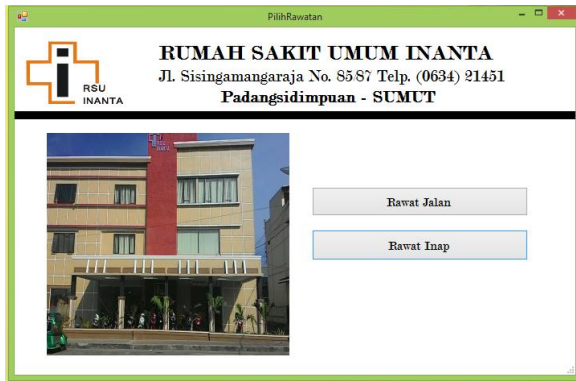 PilihRawatan
RUMAH SAKIT UMUM INANTA
Jl. Sisingamangaraja No. 85/87 Telp. (0634) 21451
Padangsidimpuan - SUMUT
RSU
INANTA
Rawat Jalan
Rawat Inap